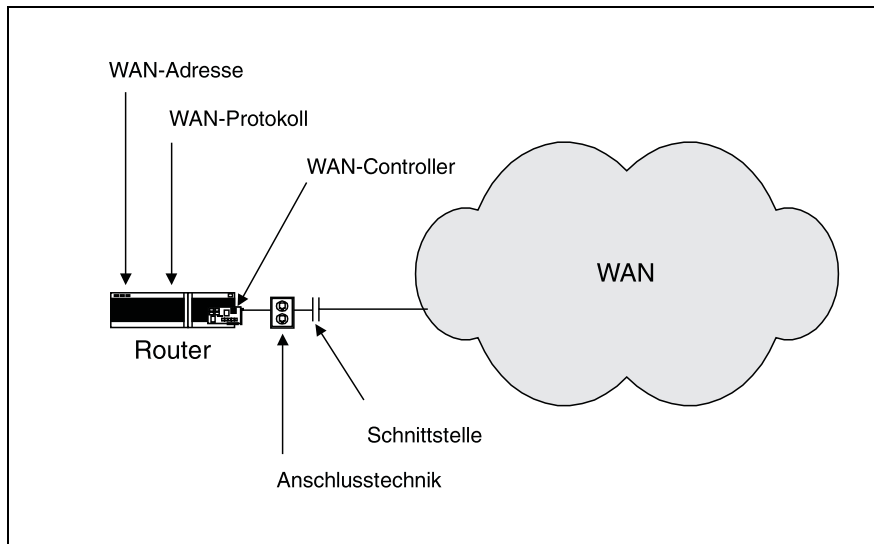 WAN-Adresse
WAN-Protokoll
WAN-Controller
WAN
Router
Schnittstelle
Anschlusstechnik